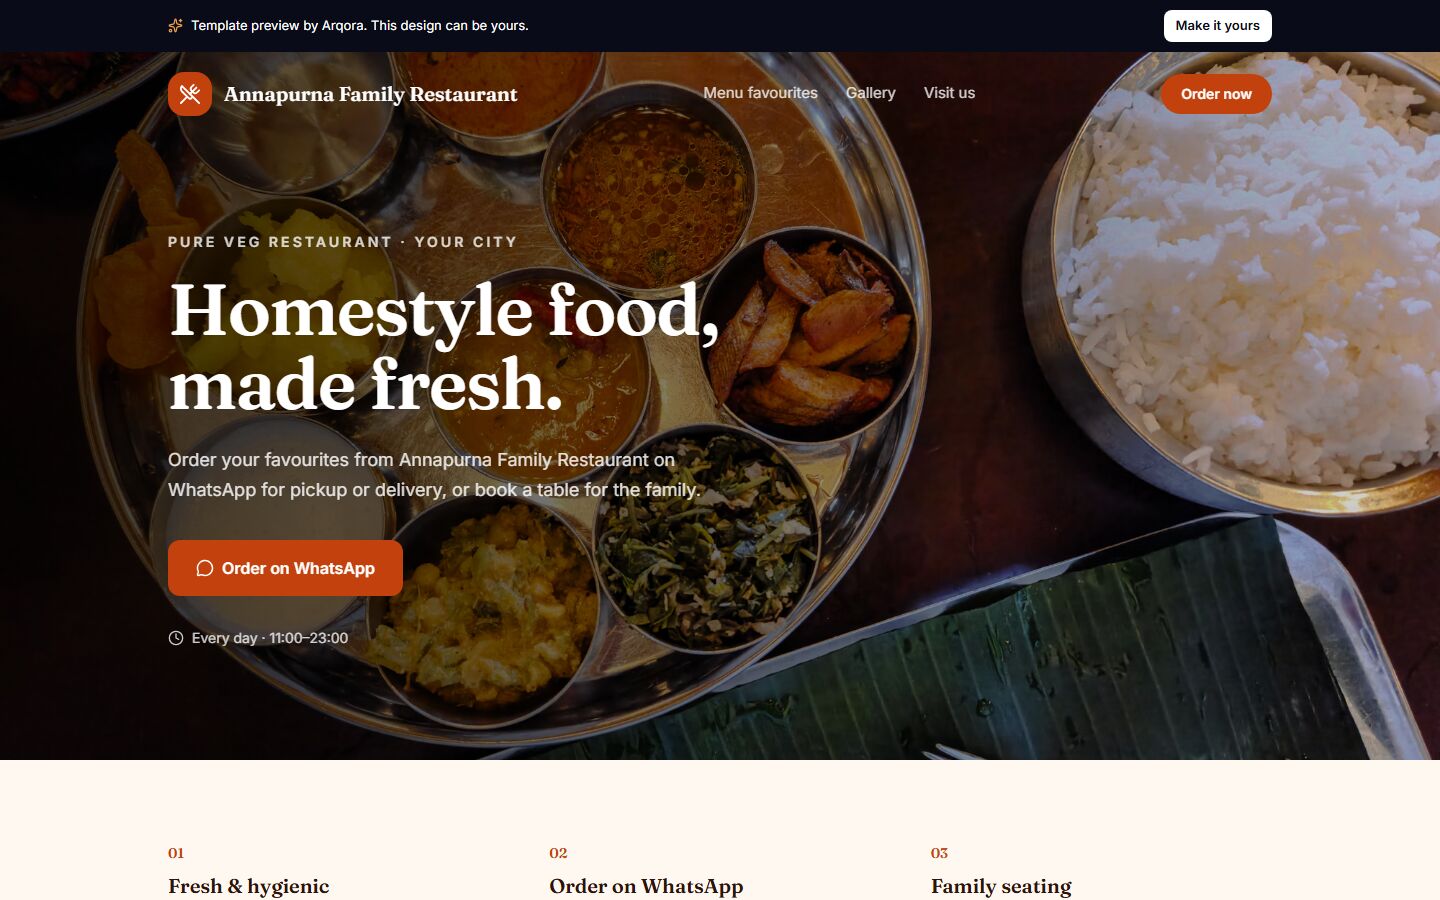 Template preview by Arqora. This design can be yours.
Make it yours
Annapurna Family Restaurant
Menu favourites
Gallery
Visit us
Order now
PURE VEG RESTAURANT · YOUR CITY
Homestyle food,
made fresh.
Order your favourites from Annapurna Family Restaurant on
WhatsApp for pickup or delivery, or book a table for the family.
Order on WhatsApp
Every day · 11:00–23:00
01
Fresh & hygienic
02
Order on WhatsApp
03
Family seating